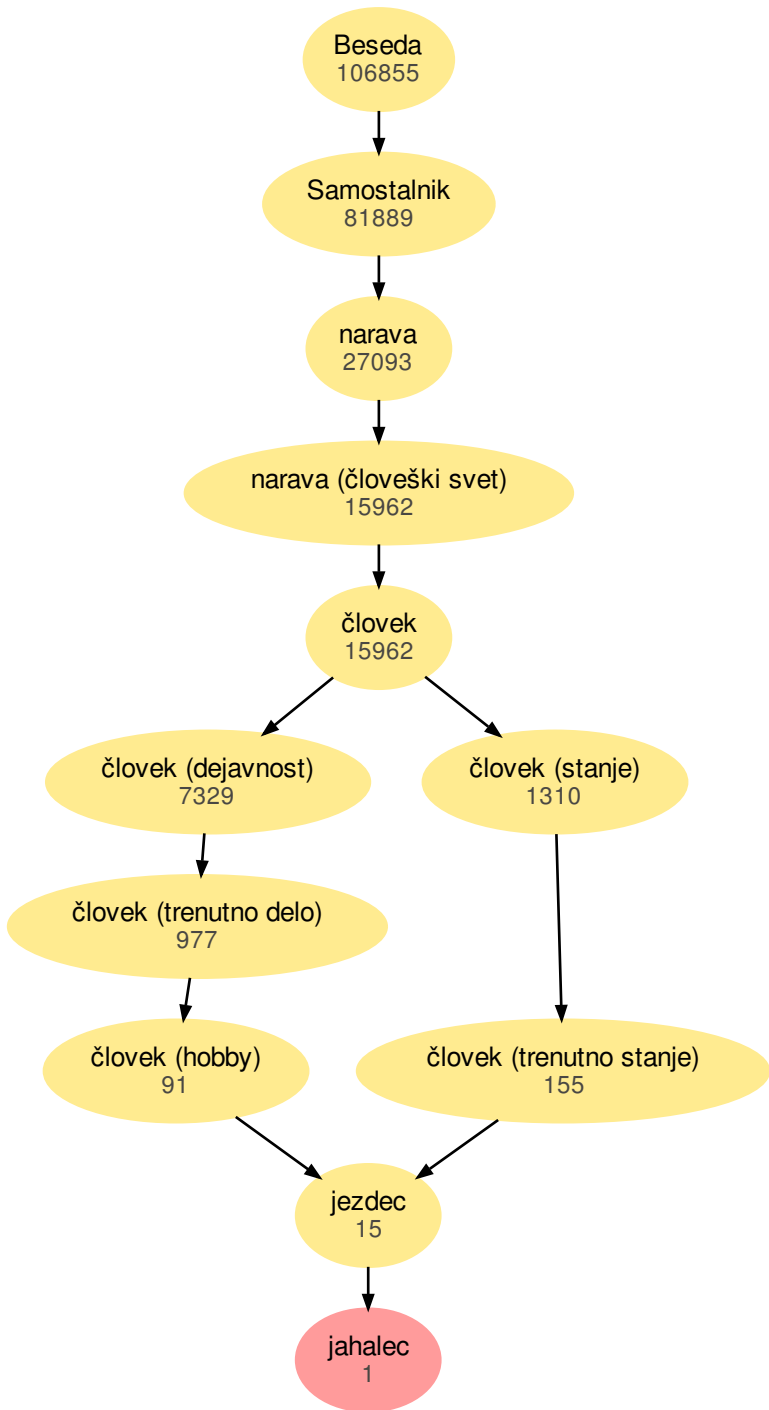 Beseda
106855
Samostalnik
81889
narava
27093
narava (človeški svet)
15962
človek
15962
človek (dejavnost)
7329
človek (stanje)
1310
človek (trenutno delo)
977
človek (hobby)
91
človek (trenutno stanje)
155
jezdec
15
jahalec
1